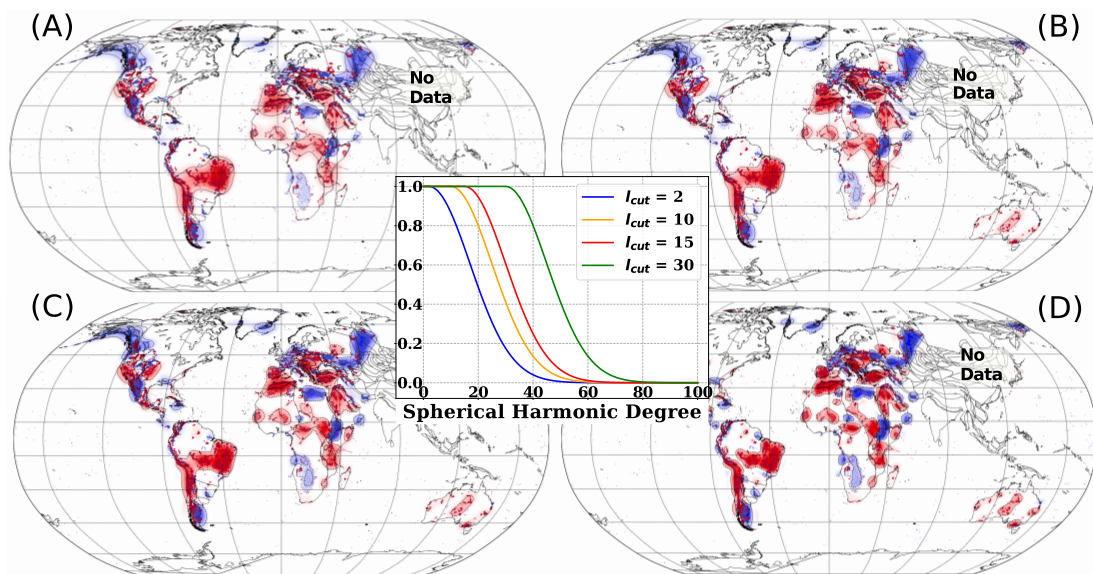 (A)
(B)
No
Data
No
Data
1.0
0.8
0.6
0.4
0.2
0.0
l_cut = 2
l_cut = 10
l_cut = 15
l_cut = 30
0 20 40 60 80 100
Spherical Harmonic Degree
(C)
(D)
No
Data